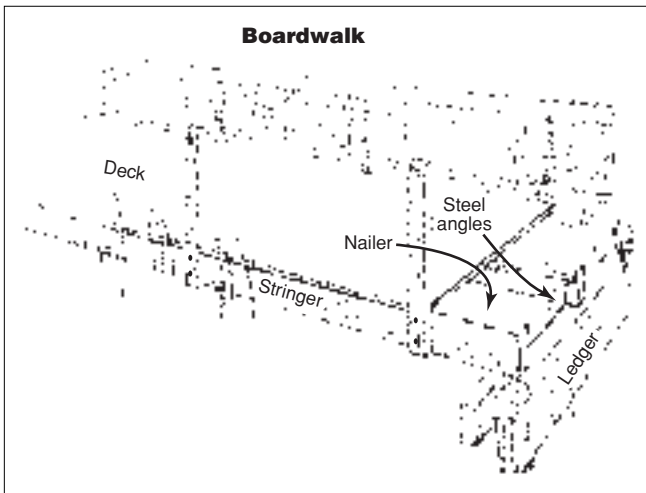 Boardwalk
Deck
Steel
angles
Nailer
Stringer
Ledger